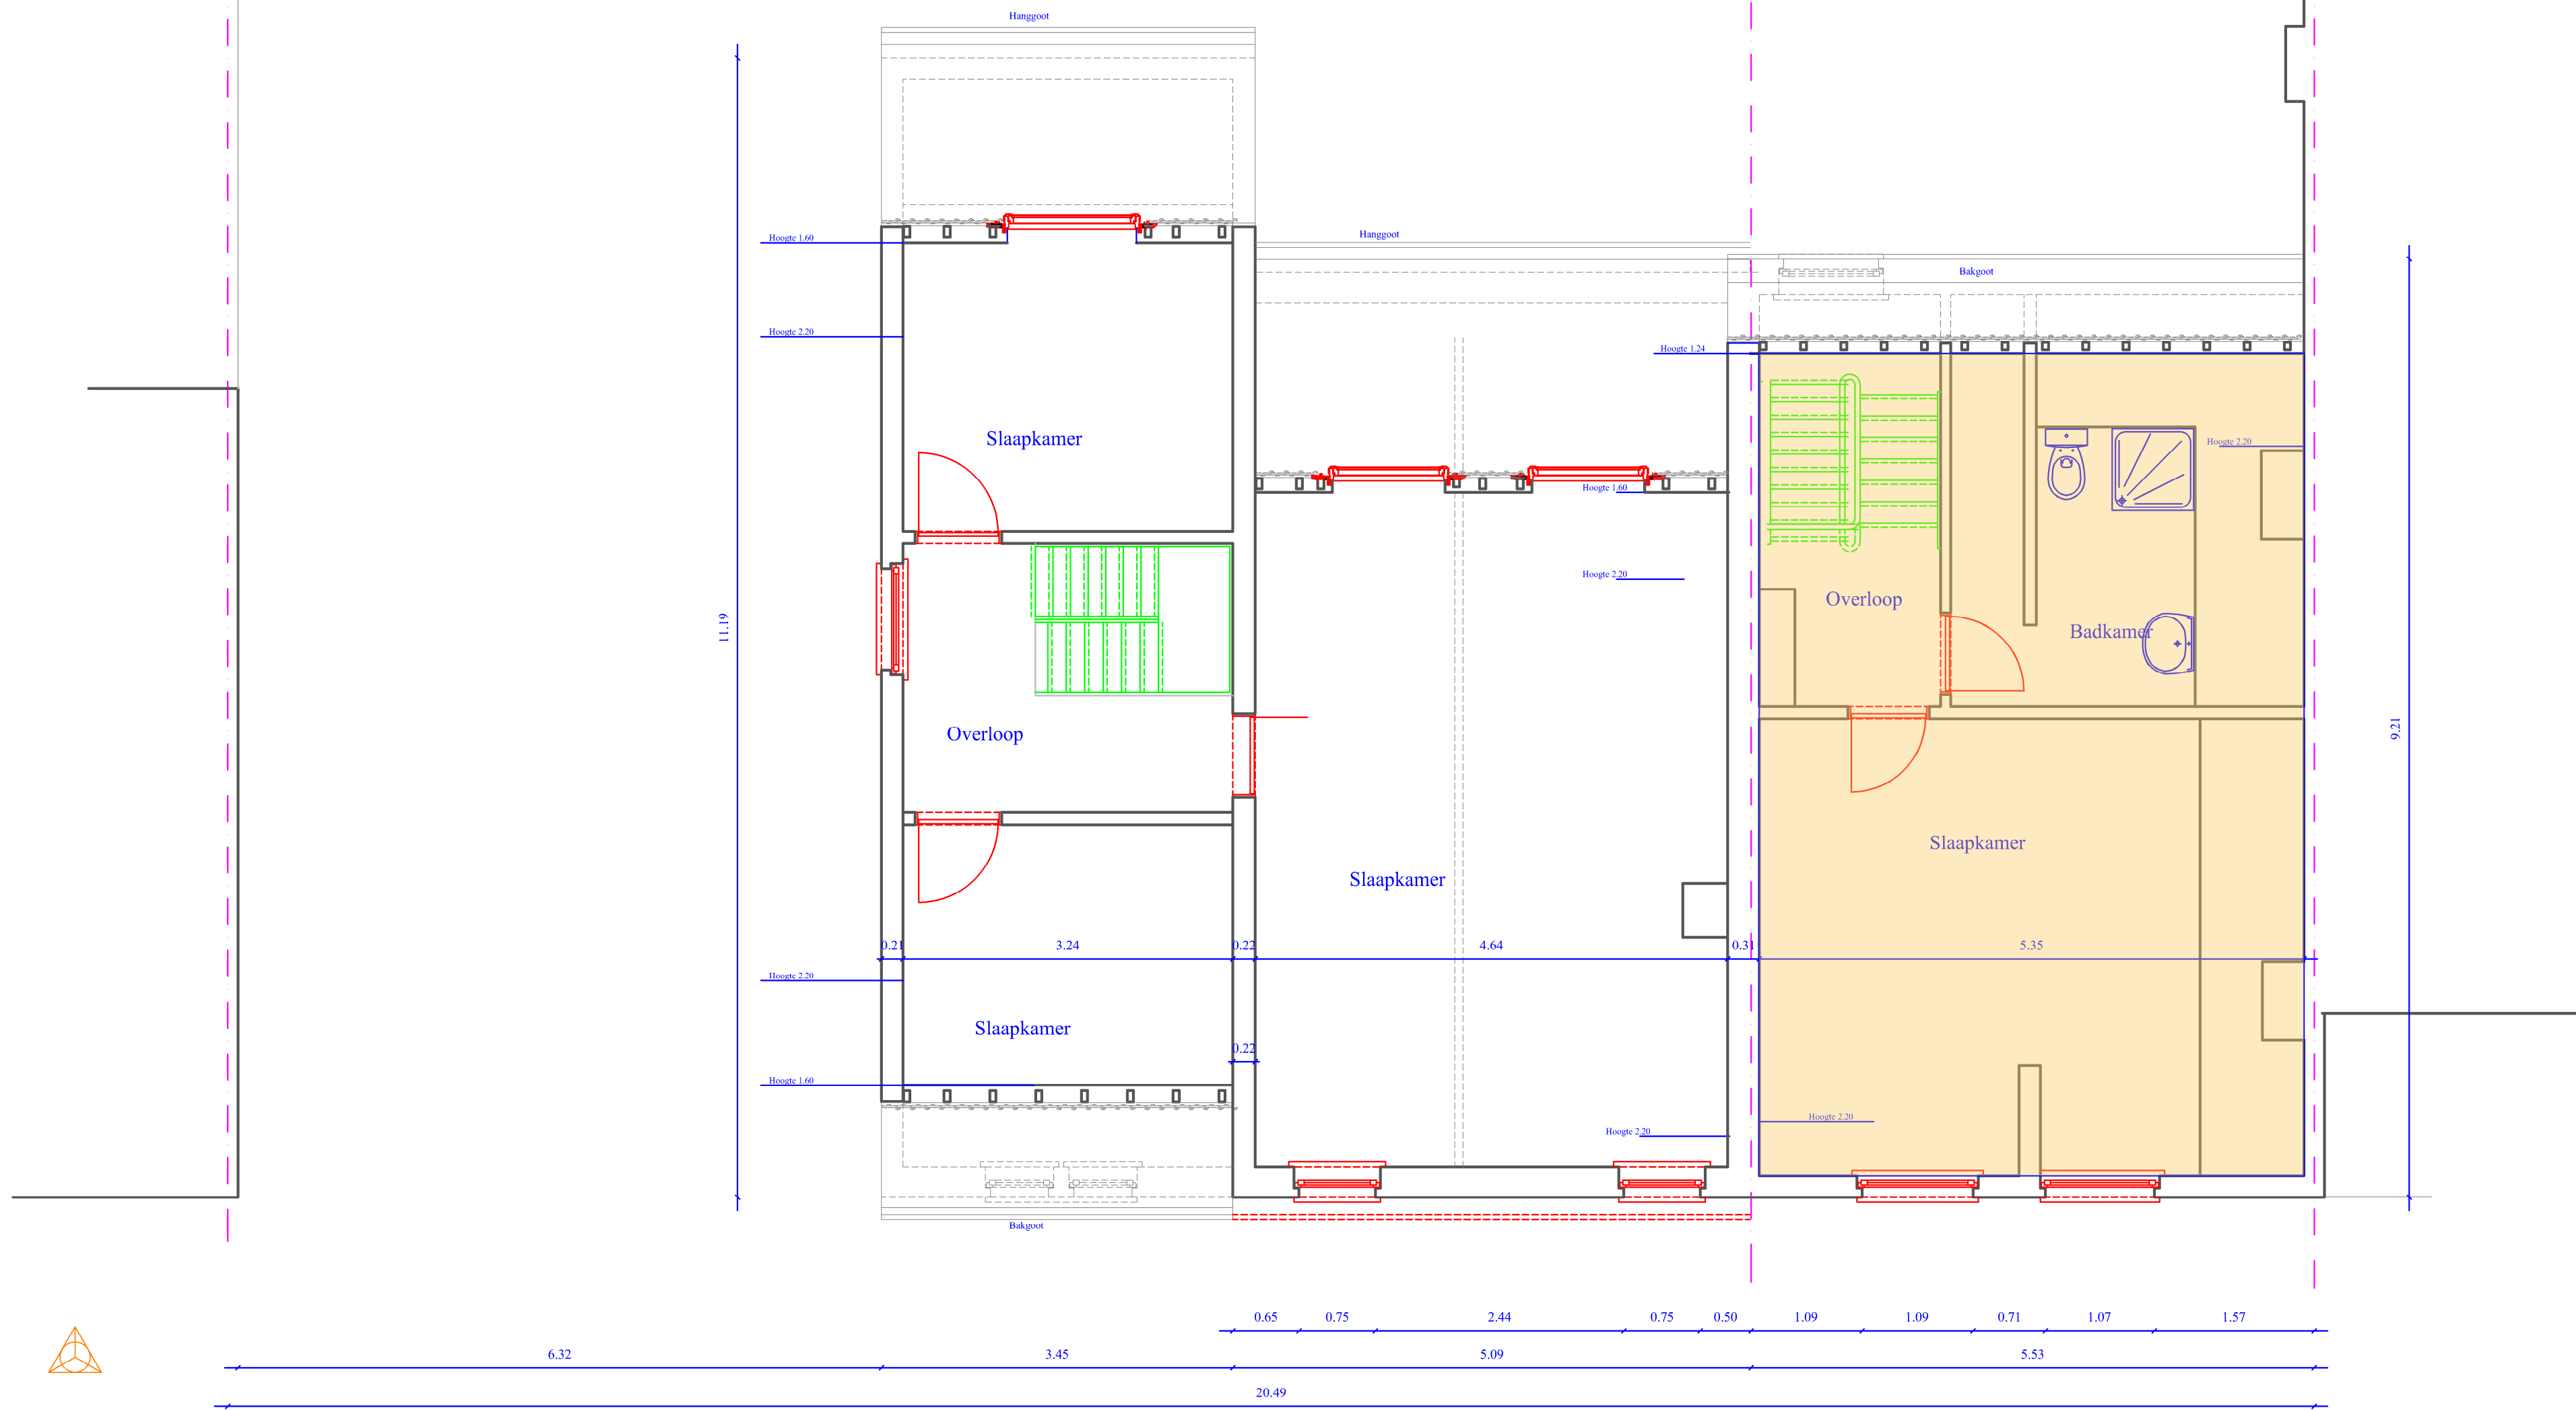 Hanggoot
Hanggoot
Hoogte 1.60
Bakgoot
Hoogte 2.20
Hoogte 1.24
Slaapkamer
Hoogte 2.20
Hoogte 1.60
Hoogte 2.20
Overloop
11.19
Badkamer
Overloop
9.21
Slaapkamer
Slaapkamer
0.21
3.24
0.22
4.64
0.31
5.35
Hoogte 2.20
Slaapkamer
0.22
Hoogte 1.60
Hoogte 2.20
Hoogte 2.20
Bakgoot
0.65
0.75
2.44
0.75
0.50
1.09
1.09
0.71
1.07
1.57
6.32
3.45
5.09
5.53
20.49